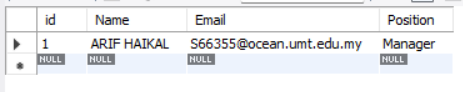 id Name Email Position
1 ARIF HAIKAL S66355@ocean.umt.edu.my Manager
NULL NULL NULL NULL